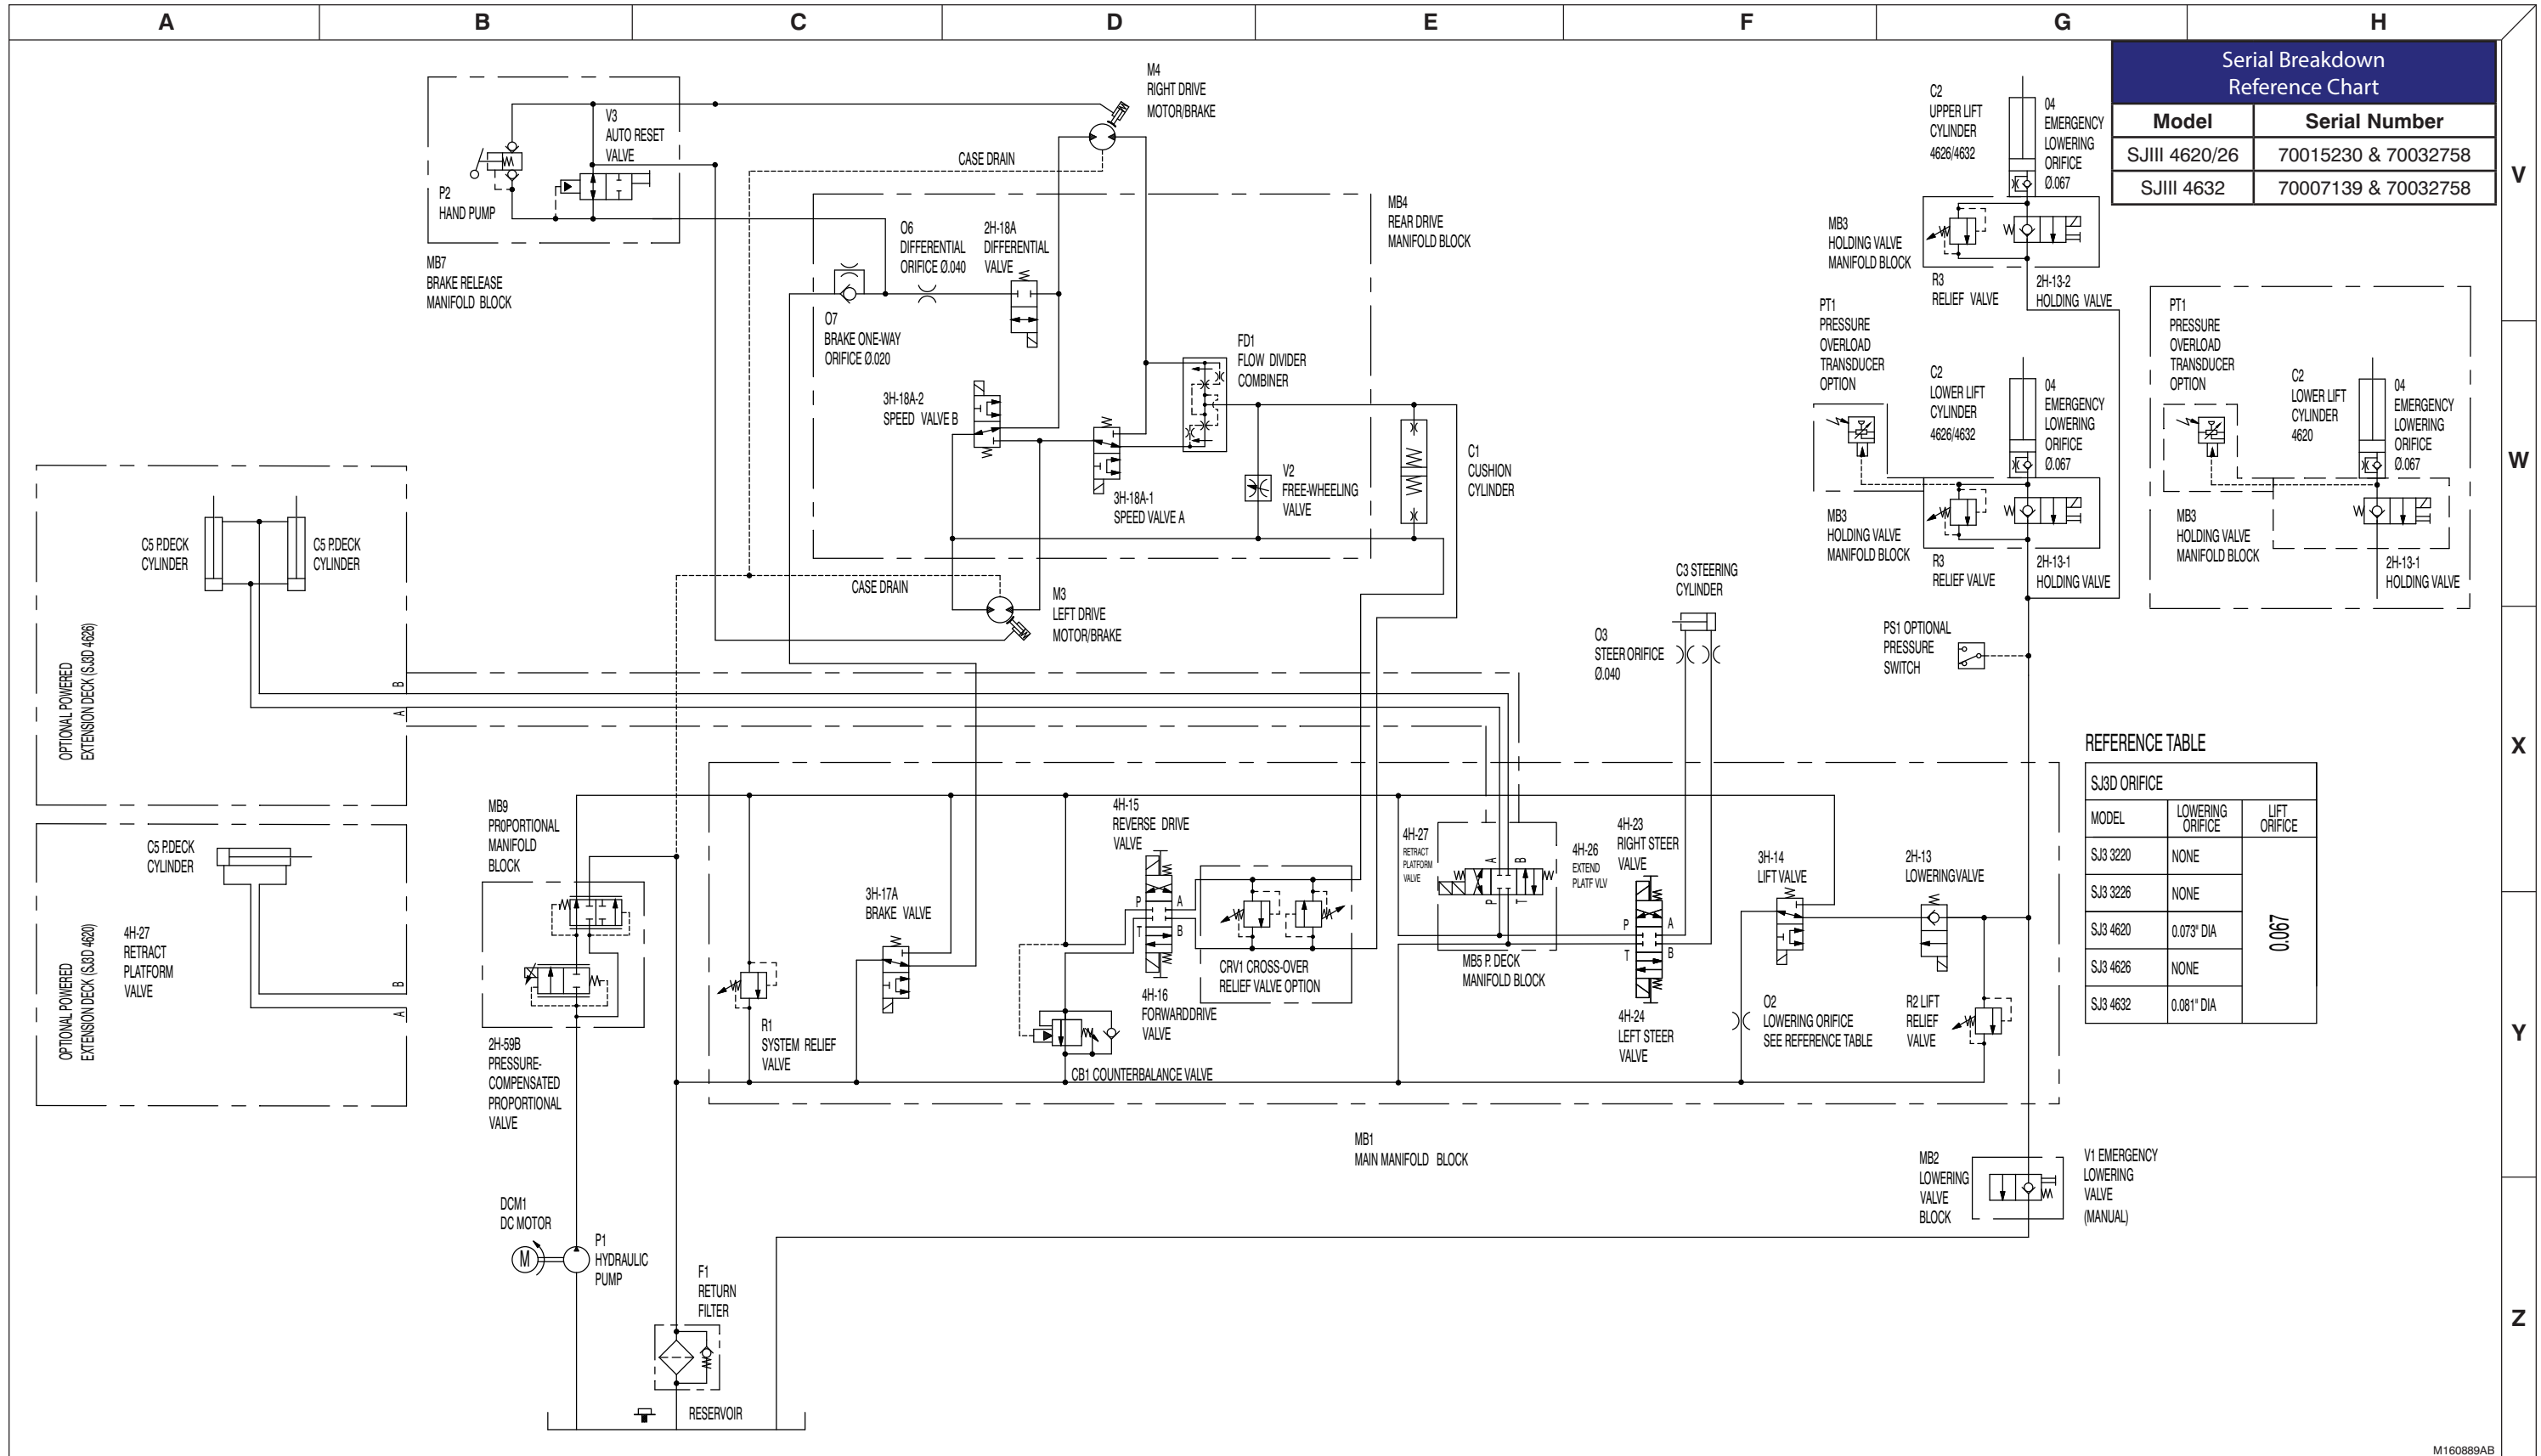 A
B
C
D
E
F
G
H
V
W
X
Y
Z
Serial Breakdown
Reference Chart
Model Serial Number
SJIII 4620/26 70015230 & 70032758
SJIII 4632 70007139 & 70032758
V3
AUTO RESET
VALVE
P2
HAND PUMP
MB7
BRAKE RELEASE
MANIFOLD BLOCK
M4
RIGHT DRIVE
MOTOR/BRAKE
CASE DRAIN
MB4
REAR DRIVE
MANIFOLD BLOCK
O6
DIFFERENTIAL
ORIFICE Ø.040
2H-18A
DIFFERENTIAL
VALVE
O7
BRAKE ONE-WAY
ORIFICE Ø.020
FD1
FLOW DIVIDER
COMBINER
3H-18A-2
SPEED VALVE B
3H-18A-1
SPEED VALVE A
V2
FREE-WHEELING
VALVE
C1
CUSHION
CYLINDER
CASE DRAIN
M3
LEFT DRIVE
MOTOR/BRAKE
C2
UPPER LIFT
CYLINDER
4626/4632
04
EMERGENCY
LOWERING
ORIFICE
Ø.067
MB3
HOLDING VALVE
MANIFOLD BLOCK
R3
RELIEF VALVE
2H-13-2
HOLDING VALVE
PT1
PRESSURE
OVERLOAD
TRANSDUCER
OPTION
C2
LOWER LIFT
CYLINDER
4626/4632
04
EMERGENCY
LOWERING
ORIFICE
Ø.067
MB3
HOLDING VALVE
MANIFOLD BLOCK
R3
RELIEF VALVE
2H-13-1
HOLDING VALVE
PT1
PRESSURE
OVERLOAD
TRANSDUCER
OPTION
C2
LOWER LIFT
CYLINDER
4620
04
EMERGENCY
LOWERING
ORIFICE
Ø.067
MB3
HOLDING VALVE
MANIFOLD BLOCK
2H-13-1
HOLDING VALVE
C5 P.DECK
CYLINDER
C5 P.DECK
CYLINDER
OPTIONAL POWERED
EXTENSION DECK (SJ3D 4626)
B
A
C3 STEERING
CYLINDER
O3
STEER ORIFICE
Ø.040
PS1 OPTIONAL
PRESSURE
SWITCH
REFERENCE TABLE
SJ3D ORIFICE
MODEL LOWERING ORIFICE LIFT ORIFICE
SJ3 3220 NONE
SJ3 3226 NONE
SJ3 4620 0.073" DIA
SJ3 4626 NONE
SJ3 4632 0.081" DIA
0.067
C5 P.DECK
CYLINDER
4H-27
RETRACT
PLATFORM
VALVE
OPTIONAL POWERED
EXTENSION DECK (SJ3D 4620)
B
A
MB9
PROPORTIONAL
MANIFOLD
BLOCK
2H-59B
PRESSURE-
COMPENSATED
PROPORTIONAL
VALVE
R1
SYSTEM RELIEF
VALVE
3H-17A
BRAKE VALVE
4H-15
REVERSE DRIVE
VALVE
P
A
T
B
4H-16
FORWARDDRIVE
VALVE
CB1 COUNTERBALANCE VALVE
CRV1 CROSS-OVER
RELIEF VALVE OPTION
4H-27
RETRACT
PLATFORM
VALVE
A
B
P
T
4H-26
EXTEND
PLATF VLV
MB5 P. DECK
MANIFOLD BLOCK
4H-23
RIGHT STEER
VALVE
P
A
T
B
4H-24
LEFT STEER
VALVE
3H-14
LIFT VALVE
2H-13
LOWERINGVALVE
O2
LOWERING ORIFICE
SEE REFERENCE TABLE
R2 LIFT
RELIEF
VALVE
MB1
MAIN MANIFOLD BLOCK
MB2
LOWERING
VALVE
BLOCK
V1 EMERGENCY
LOWERING
VALVE
(MANUAL)
DCM1
DC MOTOR
M
P1
HYDRAULIC
PUMP
F1
RETURN
FILTER
RESERVOIR
M160889AB